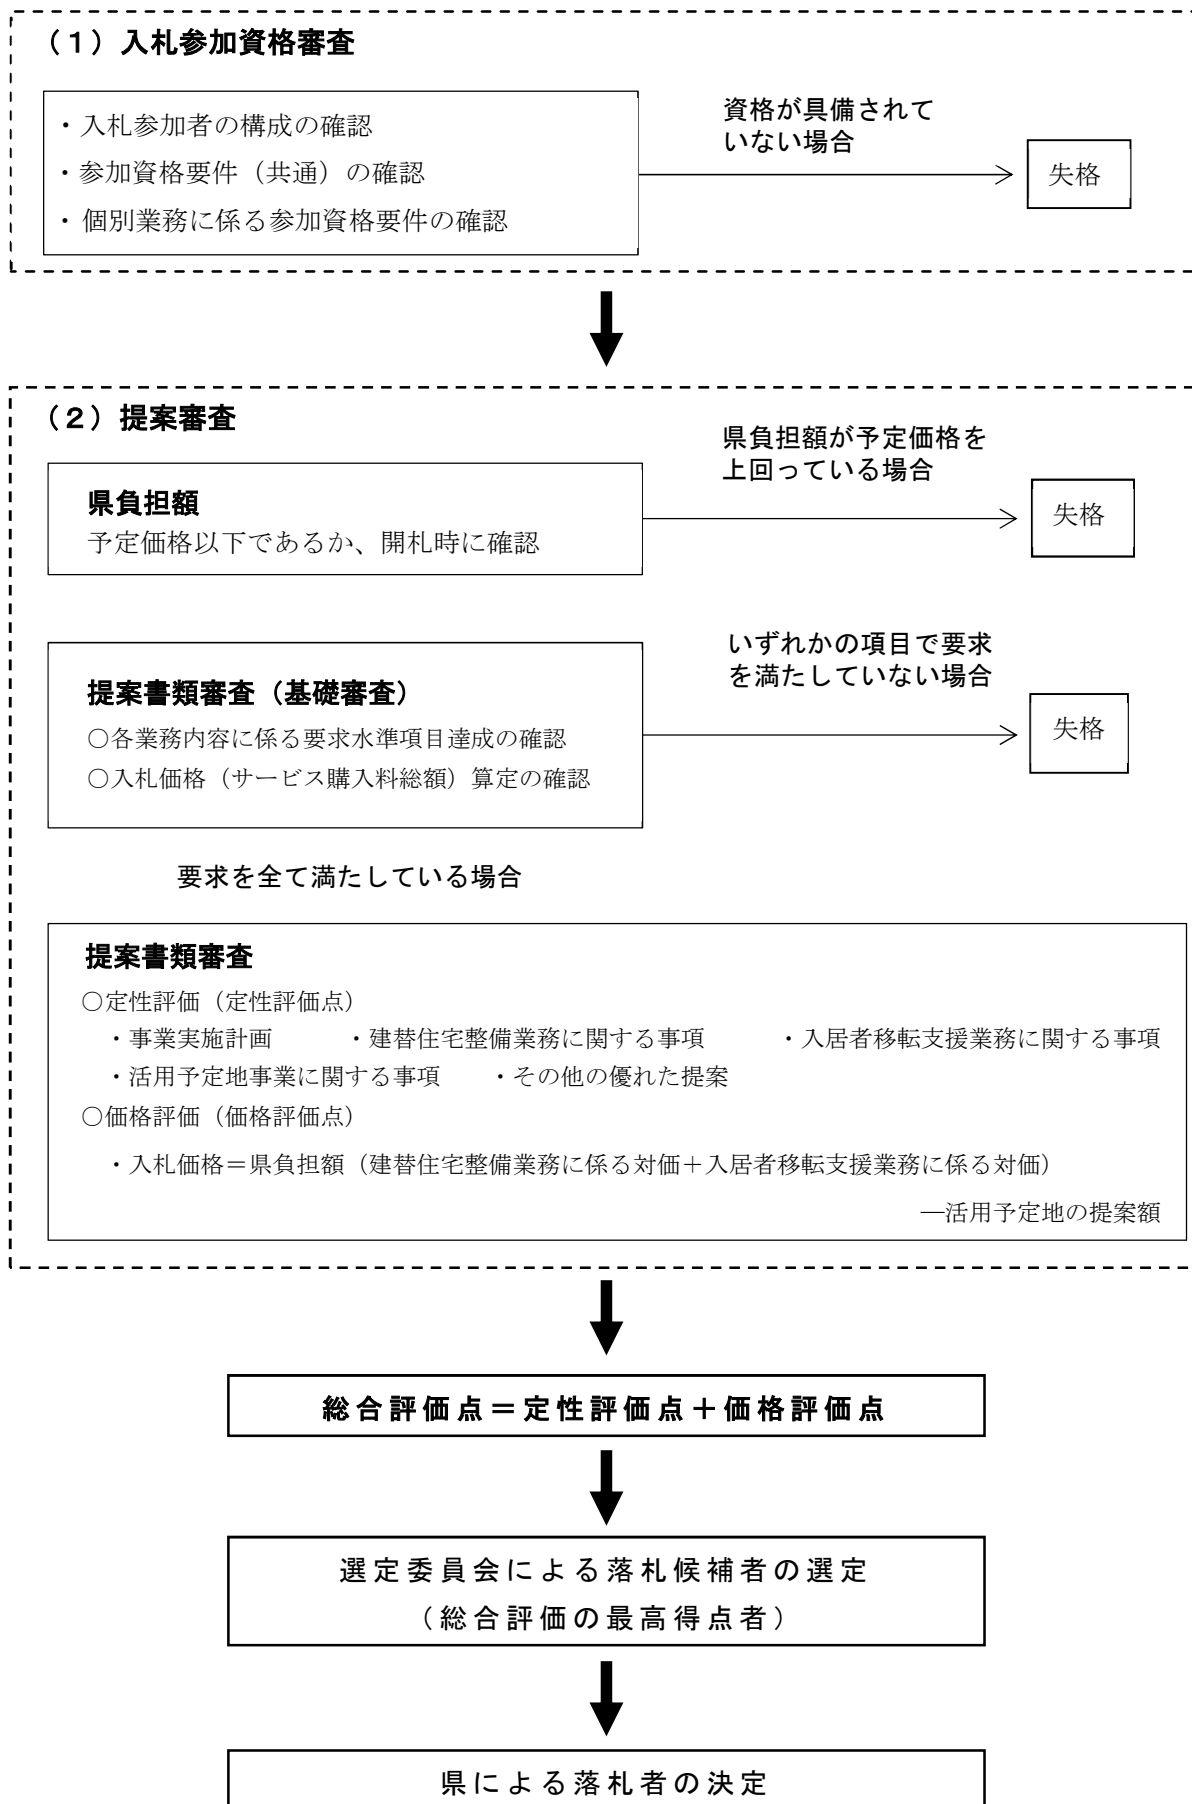 （１）入札参加資格審査
・入札参加者の構成の確認
・参加資格要件（共通）の確認
・個別業務に係る参加資格要件の確認
資格が具備されて
いない場合
失格
（２）提案審査
県負担額
予定価格以下であるか、開札時に確認
県負担額が予定価格を
上回っている場合
失格
提案書類審査（基礎審査）
○各業務内容に係る要求水準項目達成の確認
○入札価格（サービス購入料総額）算定の確認
いずれかの項目で要求
を満たしていない場合
失格
要求を全て満たしている場合
提案書類審査
○定性評価（定性評価点）
・事業実施計画　・建替住宅整備業務に関する事項　・入居者移転支援業務に関する事項
・活用予定地事業に関する事項　・その他の優れた提案
○価格評価（価格評価点）
・入札価格＝県負担額（建替住宅整備業務に係る対価＋入居者移転支援業務に係る対価）
―活用予定地の提案額
総合評価点＝定性評価点＋価格評価点
選定委員会による落札候補者の選定
（総合評価の最高得点者）
県による落札者の決定